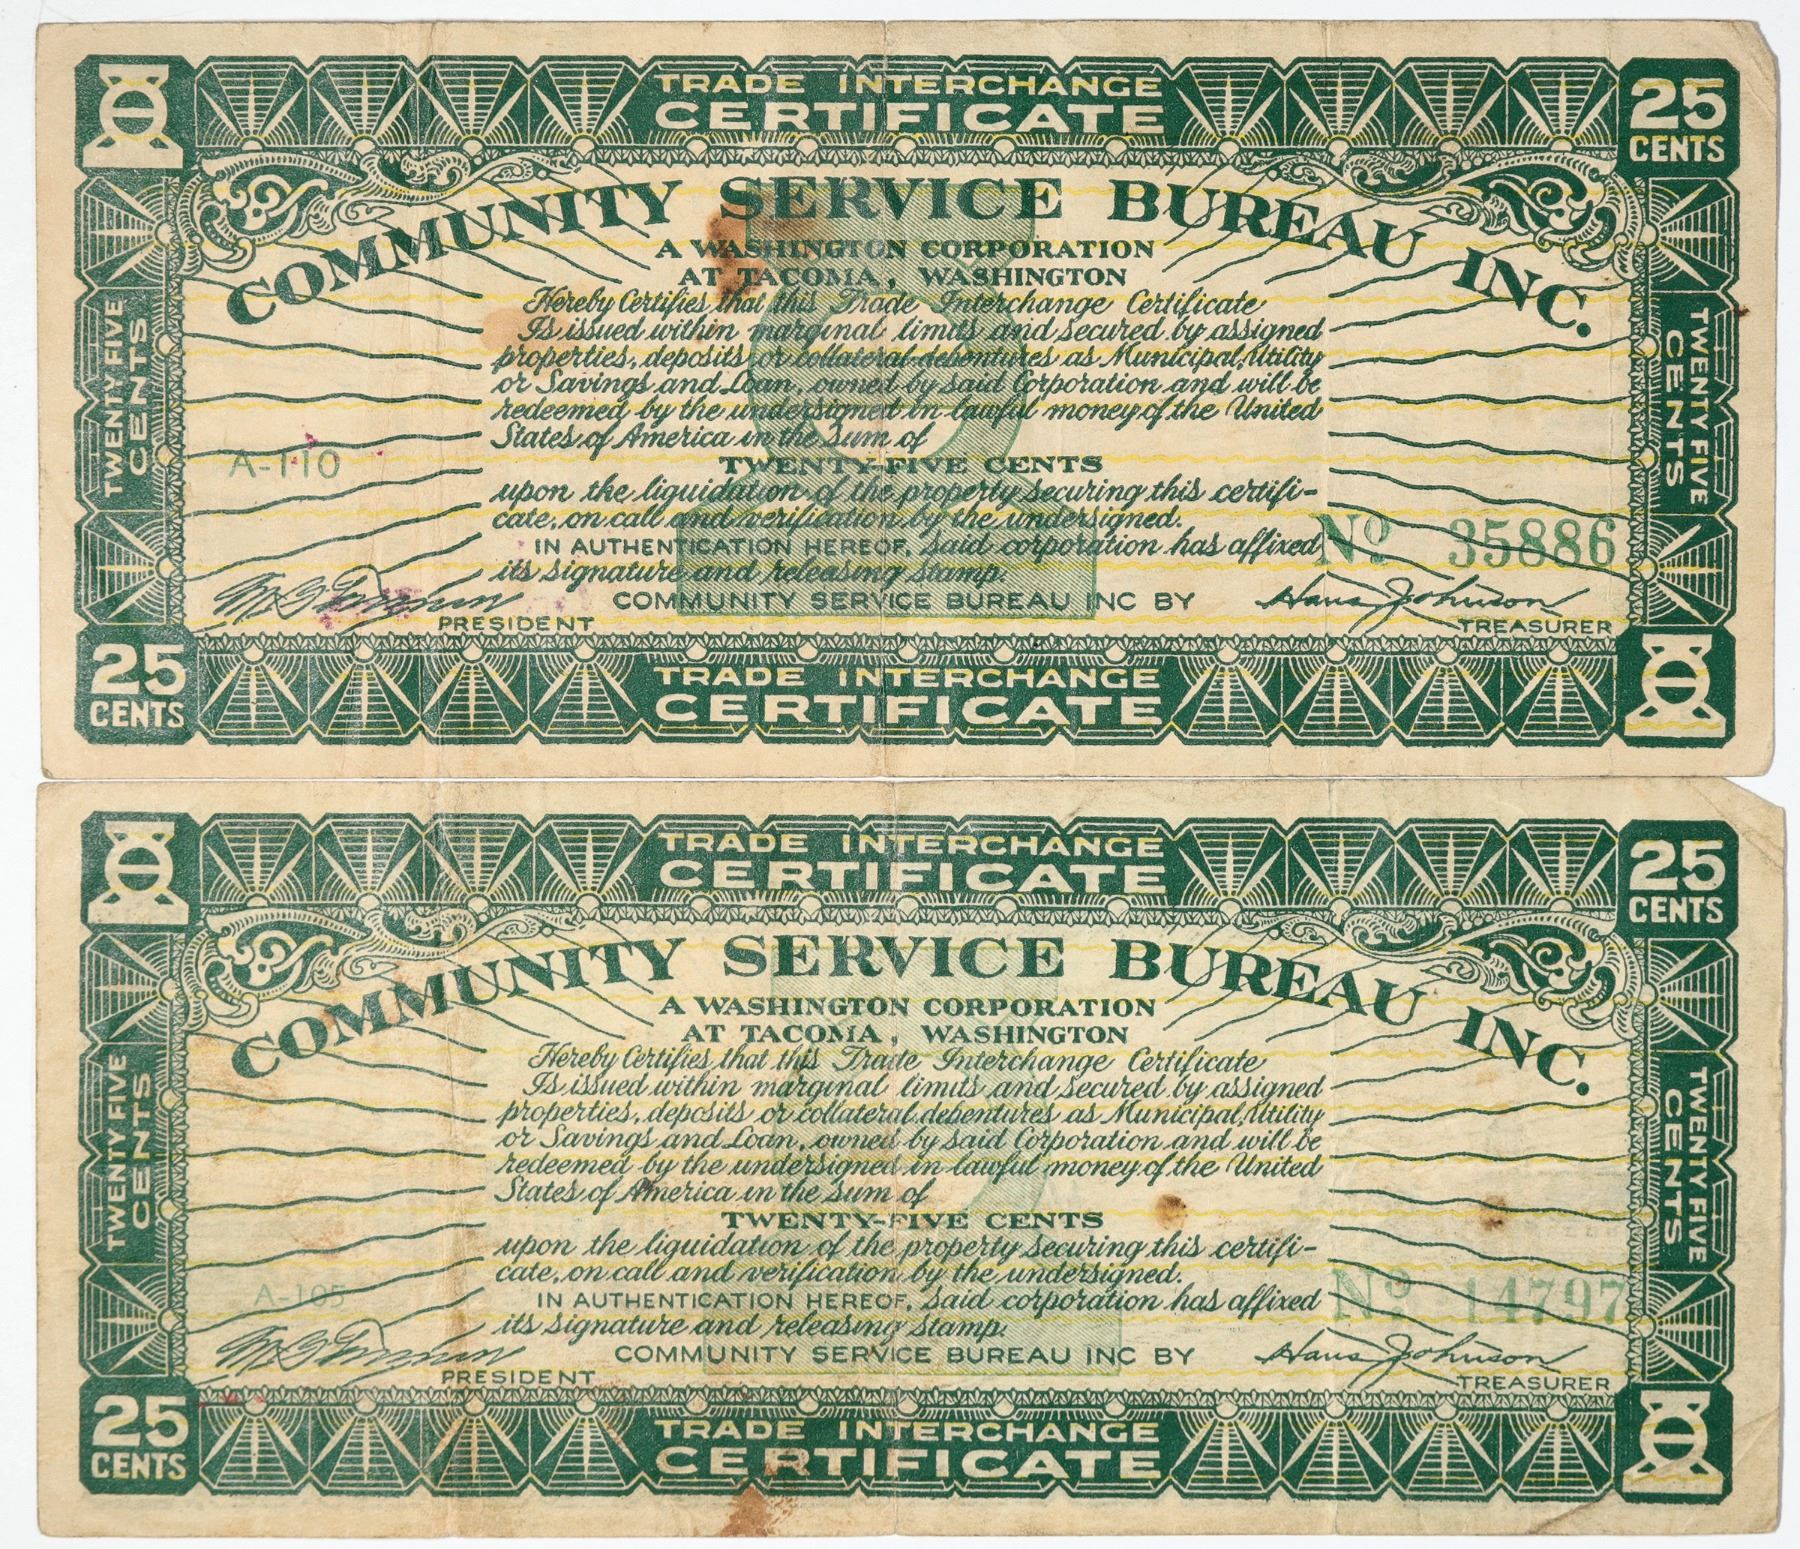 TRADE INTERCHANGE
CERTIFICATE
25
CENTS
COMMUNITY SERVICE BUREAU INC.
A WASHINGTON CORPORATION
AT TACOMA, WASHINGTON
Hereby Certifies that this Trade Interchange Certificate
Is issued within marginal limits and secured by assigned
properties, deposits or collateral debentures as Municipal, Utility
or Savings and Loan, owned by said Corporation and will be
redeemed by the undersigned in lawful money of the United
States of America in the sum of
TWENTY FIVE
CENTS
TWENTY FIVE
CENTS
A-110
TWENTY-FIVE CENTS
upon the liquidation of the property securing this certifi-
cate, on call and verification by the undersigned.
IN AUTHENTICATION HEREOF, said corporation has affixed
No 35886
its signature and releasing stamp.
COMMUNITY SERVICE BUREAU INC BY
Hans Johnson
PRESIDENT
TREASURER
25
CENTS
TRADE INTERCHANGE
CERTIFICATE
TRADE INTERCHANGE
CERTIFICATE
25
CENTS
COMMUNITY SERVICE BUREAU INC.
A WASHINGTON CORPORATION
AT TACOMA, WASHINGTON
Hereby Certifies that this Trade Interchange Certificate
Is issued within marginal limits and secured by assigned
properties, deposits or collateral debentures as Municipal, Utility
or Savings and Loan, owned by said Corporation and will be
redeemed by the undersigned in lawful money of the United
States of America in the sum of
TWENTY FIVE
CENTS
TWENTY FIVE
CENTS
TWENTY-FIVE CENTS
upon the liquidation of the property securing this certifi-
cate, on call and verification by the undersigned.
A-105
IN AUTHENTICATION HEREOF, said corporation has affixed
No 14797
its signature and releasing stamp.
COMMUNITY SERVICE BUREAU INC BY
Hans Johnson
PRESIDENT
TREASURER
25
CENTS
TRADE INTERCHANGE
CERTIFICATE